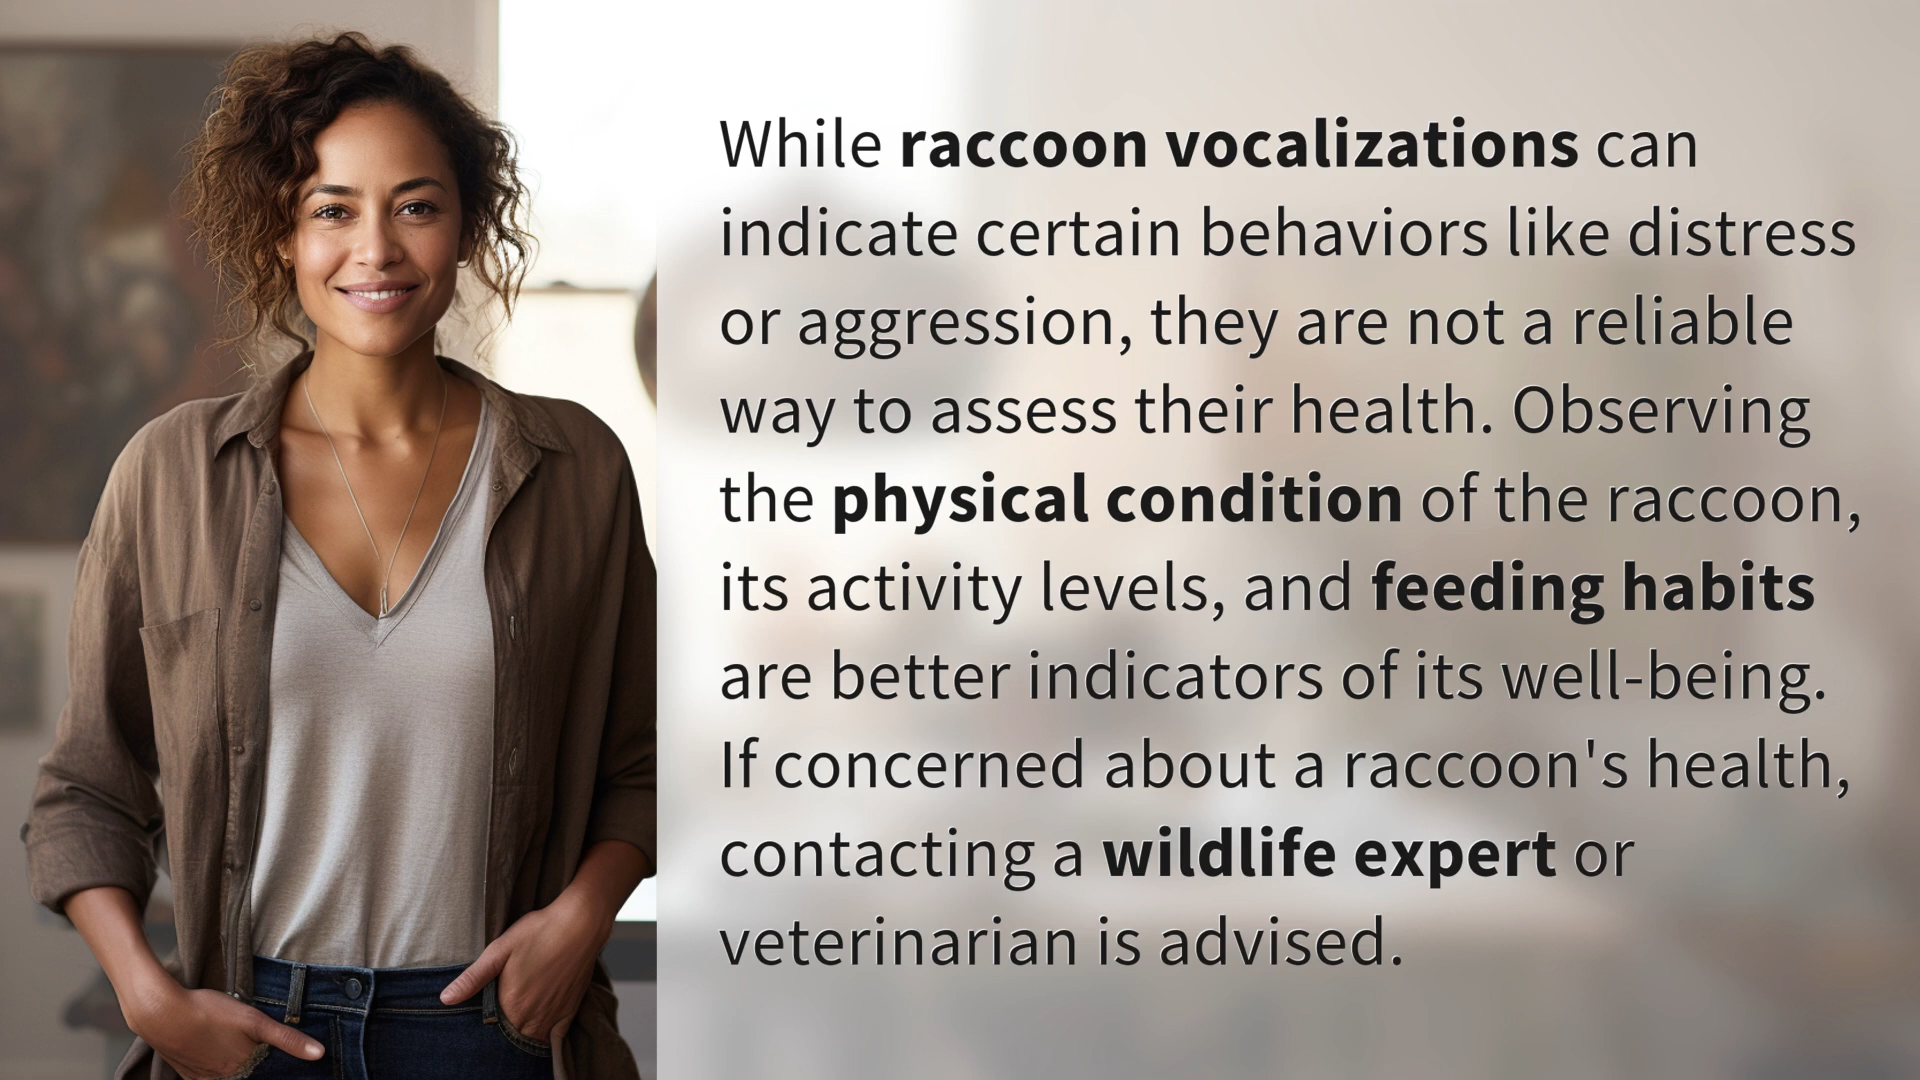 While raccoon vocalizations can
indicate certain behaviors like distress
or aggression, they are not a reliable
way to assess their health. Observing
the physical condition of the raccoon,
its activity levels, and feeding habits
are better indicators of its well-being.
If concerned about a raccoon's health,
contacting a wildlife expert or
veterinarian is advised.